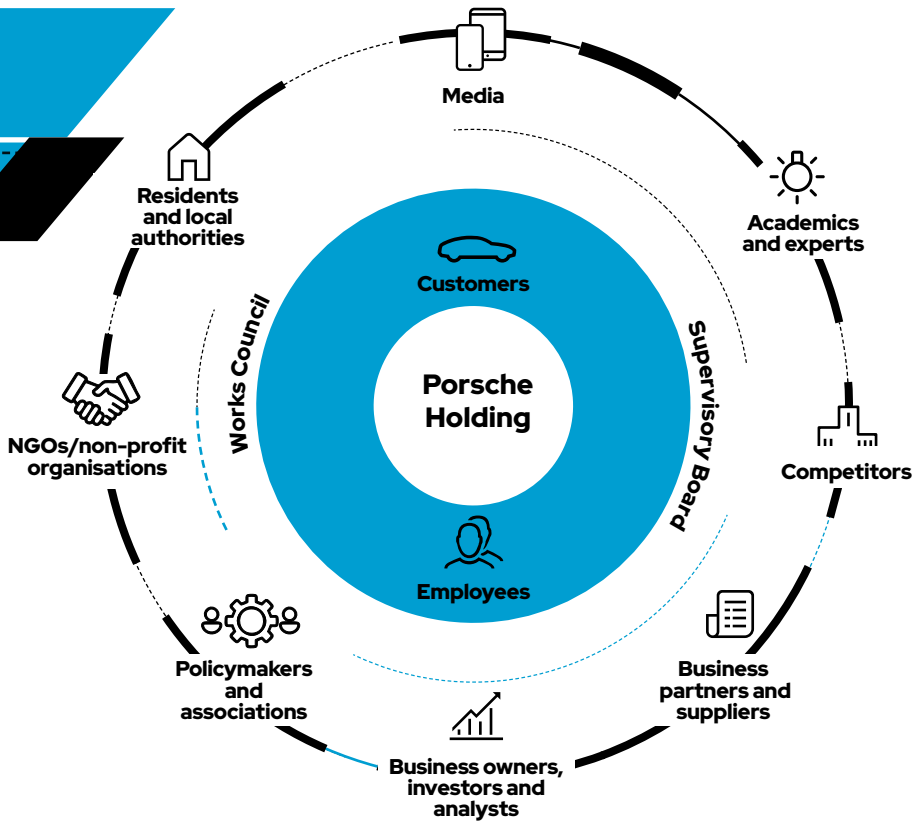 Media
Residents
and local
authorities
Academics
and experts
Customers
Works Council
Supervisory Board
Porsche
Holding
NGOs/non-profit
organisations
Competitors
Employees
Policymakers
and
associations
Business
partners and
suppliers
Business owners,
investors and
analysts